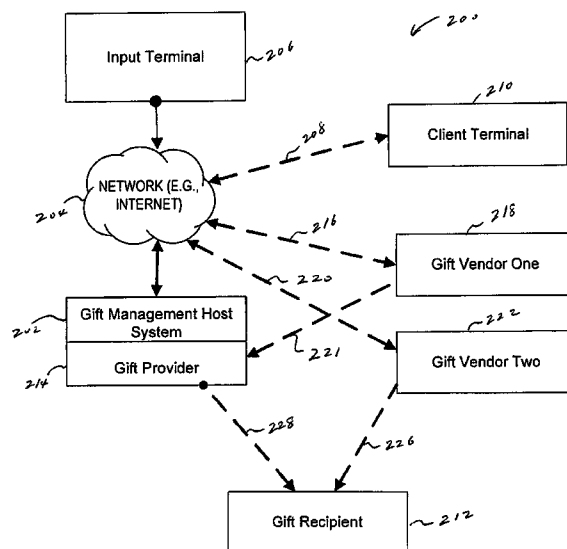 200
Input Terminal
206
210
Client Terminal
208
NETWORK (E.G.,
INTERNET)
204
216
218
Gift Vendor One
220
202
Gift Management Host
System
222
Gift Vendor Two
221
214
Gift Provider
228
226
Gift Recipient
212